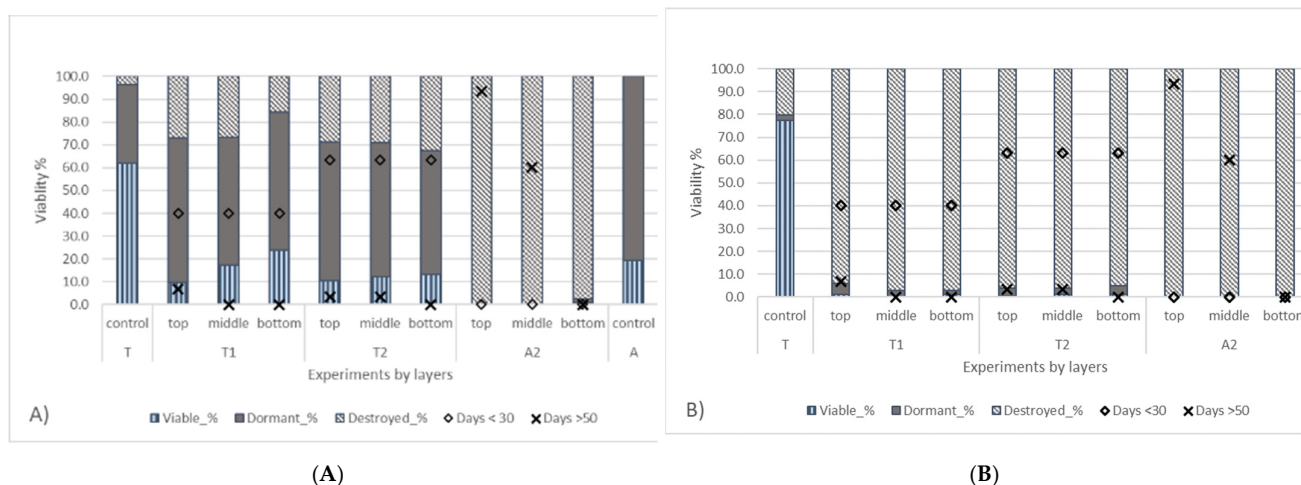 100.0
90.0
80.0
70.0
60.0
50.0
40.0
30.0
20.0
10.0
0.0
Viablity %
control top middle bottom top middle bottom top middle bottom control
T T1 T2 A2 A
Experiments by layers
A)
Viable_% Dormant_% Destroyed_% Days < 30 Days >50
(A)
100.0
90.0
80.0
70.0
60.0
50.0
40.0
30.0
20.0
10.0
0.0
Viability %
control top middle bottom top middle bottom top middle bottom
T T1 T2 A2
Experiments by layers
B)
Viable_% Dormant_% Destroyed_% Days <30 Days >50
(B)